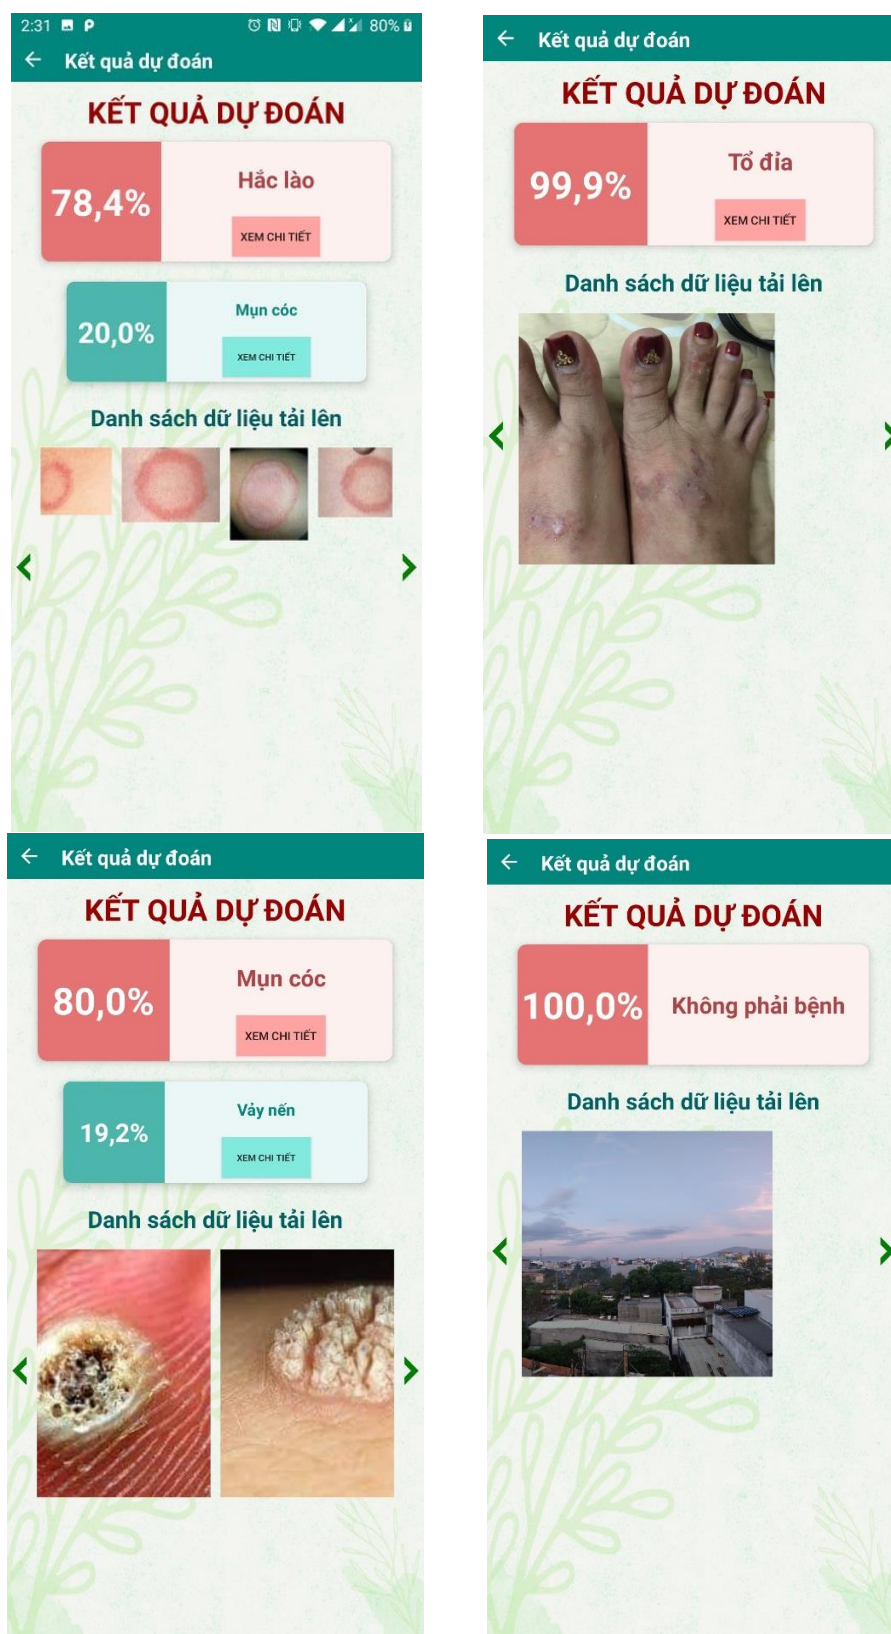 2:31 P 80%
Kết quả dự đoán
KẾT QUẢ DỰ ĐOÁN
78,4%
Hắc lào
XEM CHI TIẾT
20,0%
Mụn cóc
XEM CHI TIẾT
Danh sách dữ liệu tải lên
Kết quả dự đoán
KẾT QUẢ DỰ ĐOÁN
99,9%
Tổ đỉa
XEM CHI TIẾT
Danh sách dữ liệu tải lên
Kết quả dự đoán
KẾT QUẢ DỰ ĐOÁN
80,0%
Mụn cóc
XEM CHI TIẾT
19,2%
Vảy nến
XEM CHI TIẾT
Danh sách dữ liệu tải lên
Kết quả dự đoán
KẾT QUẢ DỰ ĐOÁN
100,0%
Không phải bệnh
Danh sách dữ liệu tải lên